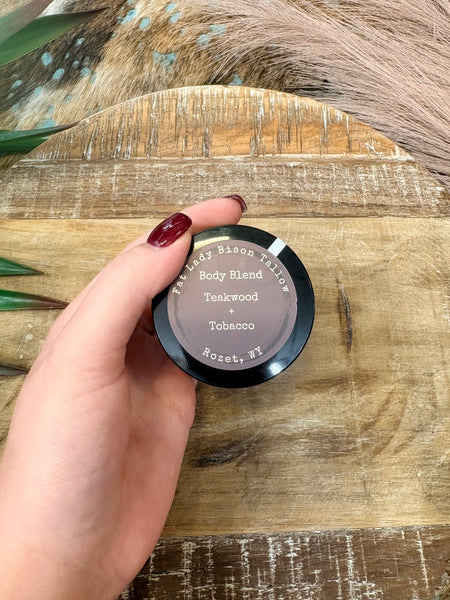 Fat Lady Bison Tallow
Body Blend
Teakwood
+
Tobacco
Rozet, WY